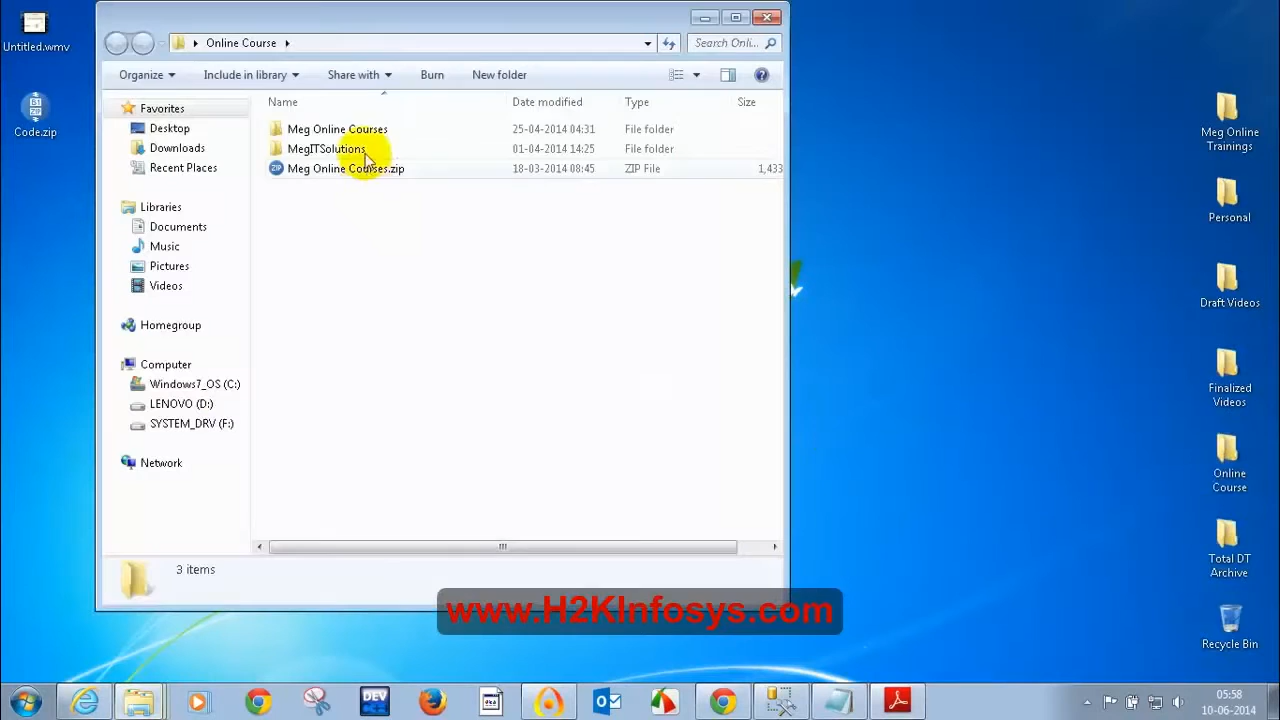 Untitled.wmv
Code.zip
Online Course
Search Onli...
Organize
Include in library
Share with
Burn
New folder
Name
Date modified
Type
Size
Meg Online Courses
25-04-2014 04:31
File folder
MegITSolutions
01-04-2014 14:25
File folder
Meg Online Courses.zip
18-03-2014 08:45
ZIP File
1,433
Favorites
Desktop
Downloads
Recent Places
Libraries
Documents
Music
Pictures
Videos
Homegroup
Computer
Windows7_OS (C:)
LENOVO (D:)
SYSTEM_DRV (F:)
Network
3 items
www.H2KInfosys.com
Meg Online
Trainings
Personal
Draft Videos
Finalized
Videos
Online
Course
Total DT
Archive
Recycle Bin
DEV
05:58
10-06-2014